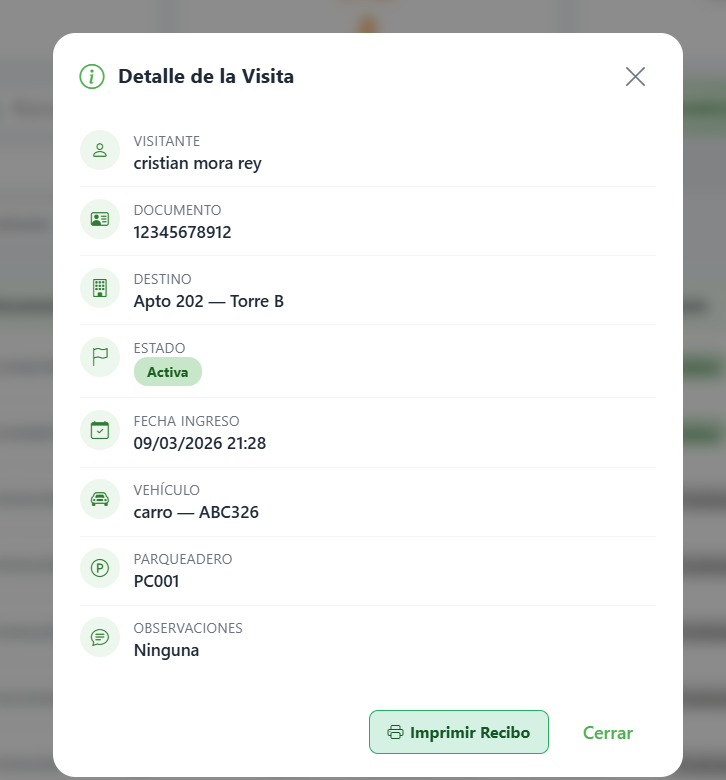 Detalle de la Visita
VISITANTE
cristian mora rey
DOCUMENTO
12345678912
DESTINO
Apto 202 — Torre B
ESTADO
Activa
FECHA INGRESO
09/03/2026 21:28
VEHÍCULO
carro — ABC326
PARQUEADERO
PC001
OBSERVACIONES
Ninguna
Imprimir Recibo
Cerrar